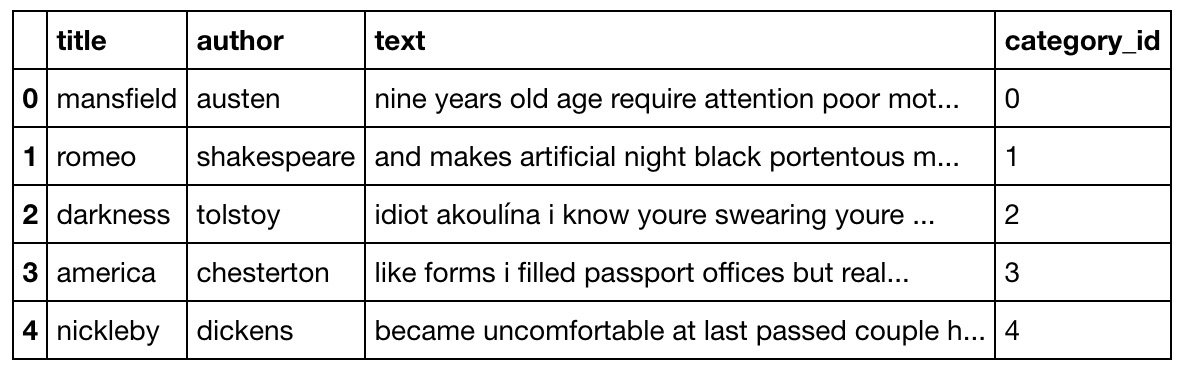 title author text category_id
0 mansfield austen nine years old age require attention poor mot... 0
1 romeo shakespeare and makes artificial night black portentous m... 1
2 darkness tolstoy idiot akoulína i know youre swearing youre ... 2
3 america chesterton like forms i filled passport offices but real... 3
4 nickleby dickens became uncomfortable at last passed couple h... 4